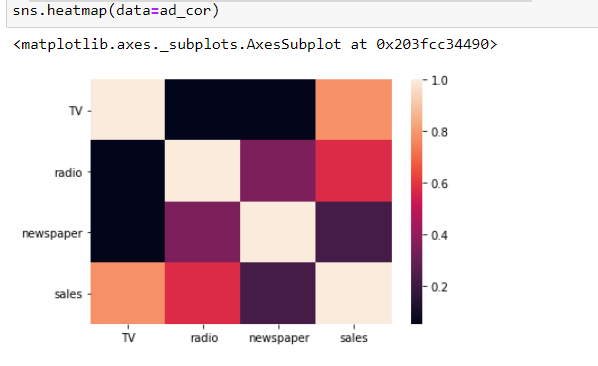 sns.heatmap(data=ad_cor)
<matplotlib.axes._subplots.AxesSubplot at 0x203fcc34490>
1.0
TV
0.8
radio
0.6
newspaper
0.4
sales
0.2
TV radio newspaper sales